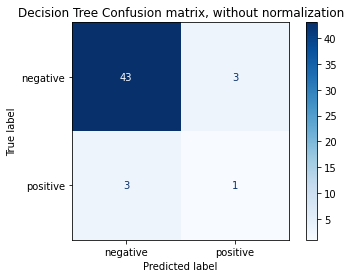 Decision Tree Confusion matrix, without normalization
negative
43
3
positive
3
1
negative
positive
True label
Predicted label
40
35
30
25
20
15
10
5